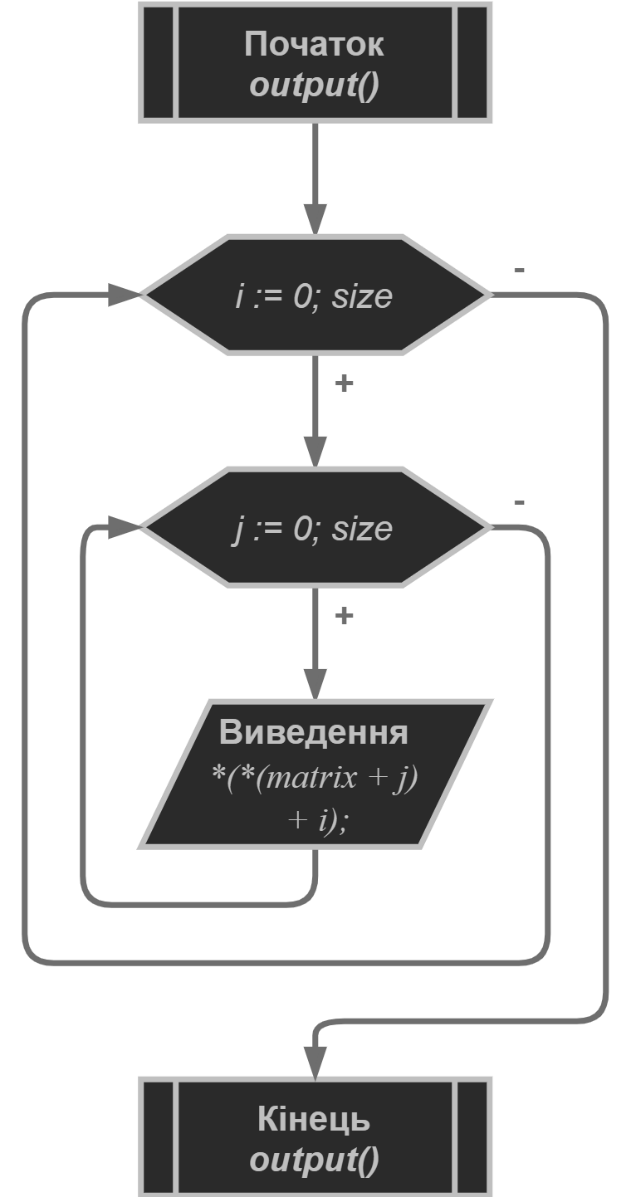 Початок
output()
i := 0; size
-
+
j := 0; size
-
+
Виведення
*(*(matrix + j)
+ i);
Кінець
output()